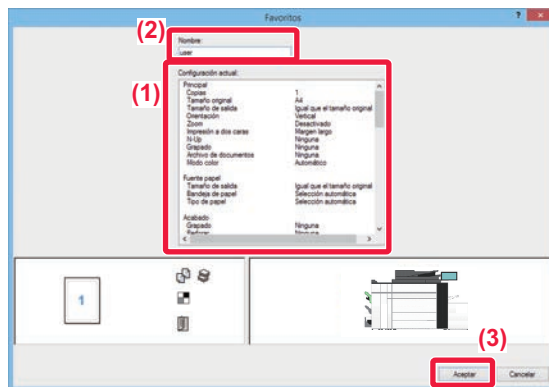 Favoritos
? ×
(2)
Nombre:
user
(1)
Configuración actual:
Principal
Copias 1
Tamaño original A4
Tamaño de salida Igual que el tamaño original
Orientación Vertical
Zoom Desactivado
Impresión a dos caras Margen largo
N-Up Ninguna
Grapado Ninguna
Archivo de documentos Ninguna
Modo color Automático
Fuente papel
Tamaño de salida Igual que el tamaño original
Bandeja de papel Selección automática
Tipo de papel Selección automática
Acabado
Grapado Ninguna
Perforar Ninguna
1
(3)
Aceptar Cancelar